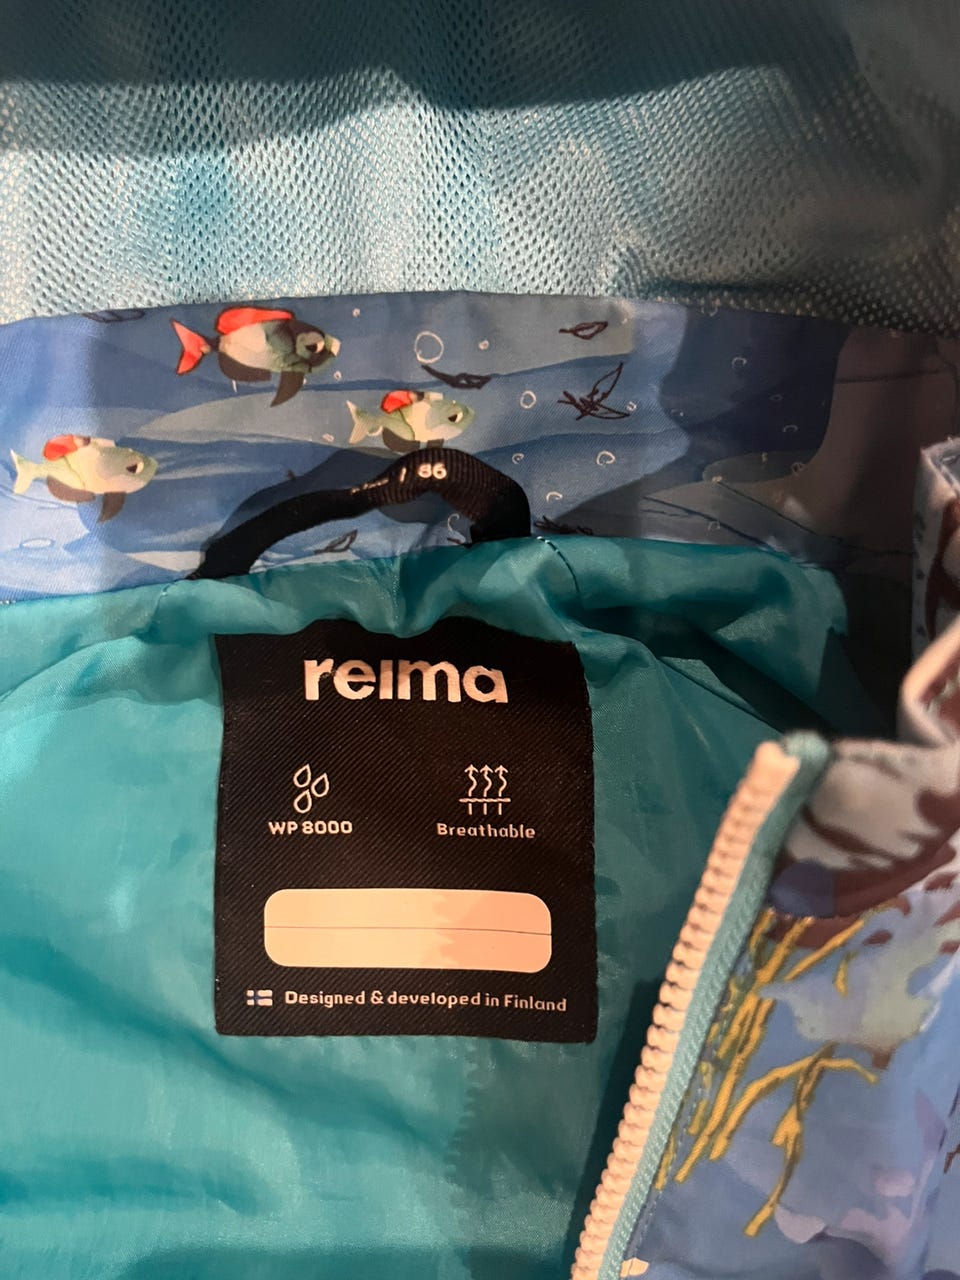 / 86
reima
WP 8000
Breathable
Designed & developed in Finland